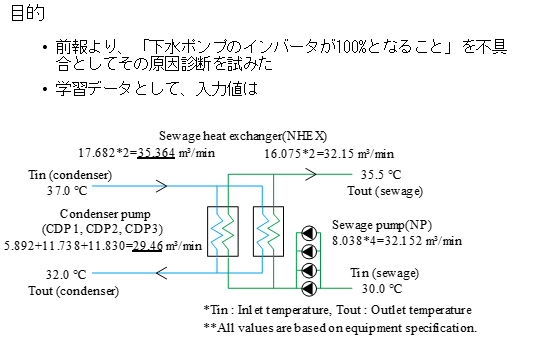 目的
• 前報より、「下水ポンプのインバータが100%となること」を不具
合としてその原因診断を試みた
• 学習データとして、入力値は
Sewage heat exchanger(NHEX)
17.682*2=35.364 m³/min
16.075*2=32.15 m³/min
Tin (condenser)
37.0 ℃
35.5 ℃
Tout (sewage)
Condenser pump
(CDP1, CDP2, CDP3)
5.892+11.738+11.830=29.46 m³/min
Sewage pump(NP)
8.038*4=32.152 m³/min
32.0 ℃
Tout (condenser)
Tin (sewage)
30.0 ℃
*Tin : Inlet temperature, Tout : Outlet temperature
**All values are based on equipment specification.